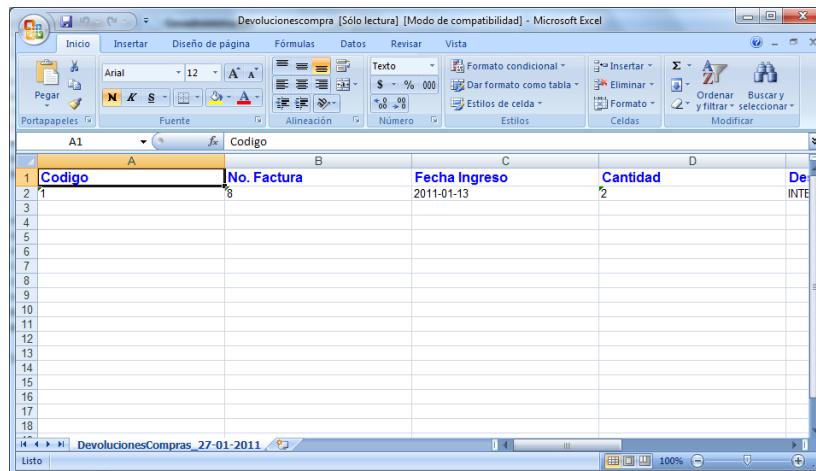 Devolucionescompra [Sólo lectura] [Modo de compatibilidad] - Microsoft Excel
Inicio Insertar Diseño de página Fórmulas Datos Revisar Vista
Pegar
Portapapeles
Arial 12 A A
N K S A
Fuente
Alineación
Texto
$ % 000
Número
Formato condicional
Dar formato como tabla
Estilos de celda
Estilos
Insertar
Eliminar
Formato
Celdas
Σ
Ordenar y filtrar
Buscar y seleccionar
Modificar
A1 fx Codigo
A B C D
1 Codigo No. Factura Fecha Ingreso Cantidad De
2 1 8 2011-01-13 2 INTE
3
4
5
6
7
8
9
10
11
12
13
14
15
16
17
18
DevolucionesCompras_27-01-2011
Listo 100%